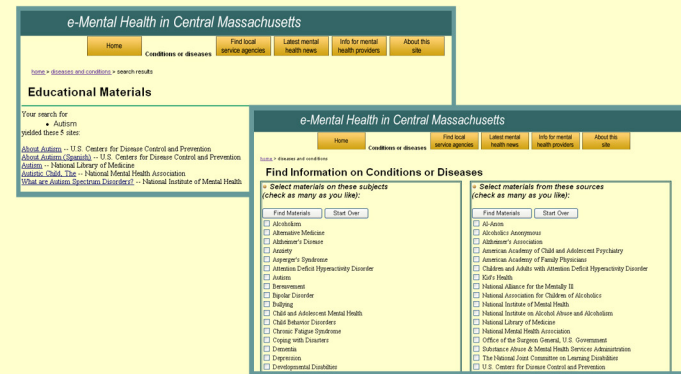 e-Mental Health in Central Massachusetts
Home
Conditions or diseases
Find local service agencies
Latest mental health news
Info for mental health providers
About this site
home » diseases and conditions » search results
Educational Materials
Your search for
• Autism
yielded these 5 sites:
About Autism -- U.S. Centers for Disease Control and Prevention
About Autism (Spanish) -- U.S. Centers for Disease Control and Prevention
Autism -- National Library of Medicine
Autistic Child, The -- National Mental Health Association
What are Autism Spectrum Disorders? -- National Institute of Mental Health
e-Mental Health in Central Massachusetts
Home
Conditions or diseases
Find local service agencies
Latest mental health news
Info for mental health providers
About this site
home » diseases and conditions
Find Information on Conditions or Diseases
Select materials on these subjects
(check as many as you like):
Find Materials
Start Over
Alcoholism
Alternative Medicine
Alzheimer's Disease
Anxiety
Asperger's Syndrome
Attention Deficit Hyperactivity Disorder
Autism
Bereavement
Bipolar Disorder
Bullying
Child and Adolescent Mental Health
Child Behavior Disorders
Chronic Fatigue Syndrome
Coping with Disasters
Dementia
Depression
Developmental Disabilities
Select materials from these sources
(check as many as you like):
Find Materials
Start Over
Al-Anon
Alcoholics Anonymous
Alzheimer's Association
American Academy of Child and Adolescent Psychiatry
American Academy of Family Physicians
Children and Adults with Attention Deficit Hyperactivity Disorder
Kid's Health
National Alliance for the Mentally Ill
National Association for Children of Alcoholics
National Institute of Mental Health
National Institute on Alcohol Abuse and Alcoholism
National Library of Medicine
National Mental Health Association
Office of the Surgeon General, U.S. Government
Substance Abuse & Mental Health Services Administration
The National Joint Committee on Learning Disabilities
U.S. Centers for Disease Control and Prevention